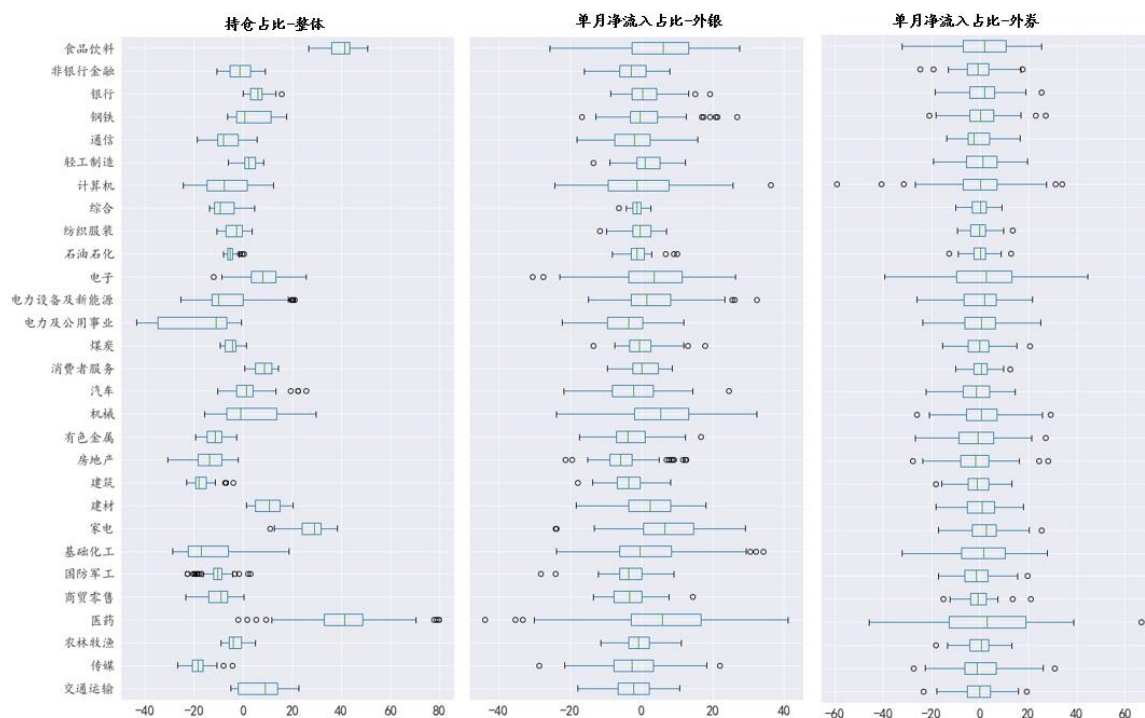 持仓占比-整体
单月净流入占比-外银
单月净流入占比-外券
食品饮料
非银行金融
银行
钢铁
通信
轻工制造
计算机
综合
纺织服装
石油石化
电子
电力设备及新能源
电力及公用事业
煤炭
消费者服务
汽车
机械
有色金属
房地产
建筑
建材
家电
基础化工
国防军工
商贸零售
医药
农林牧渔
传媒
交通运输
-40 -20 0 20 40 60 80
-40 -20 0 20 40
-60 -40 -20 0 20 40 60